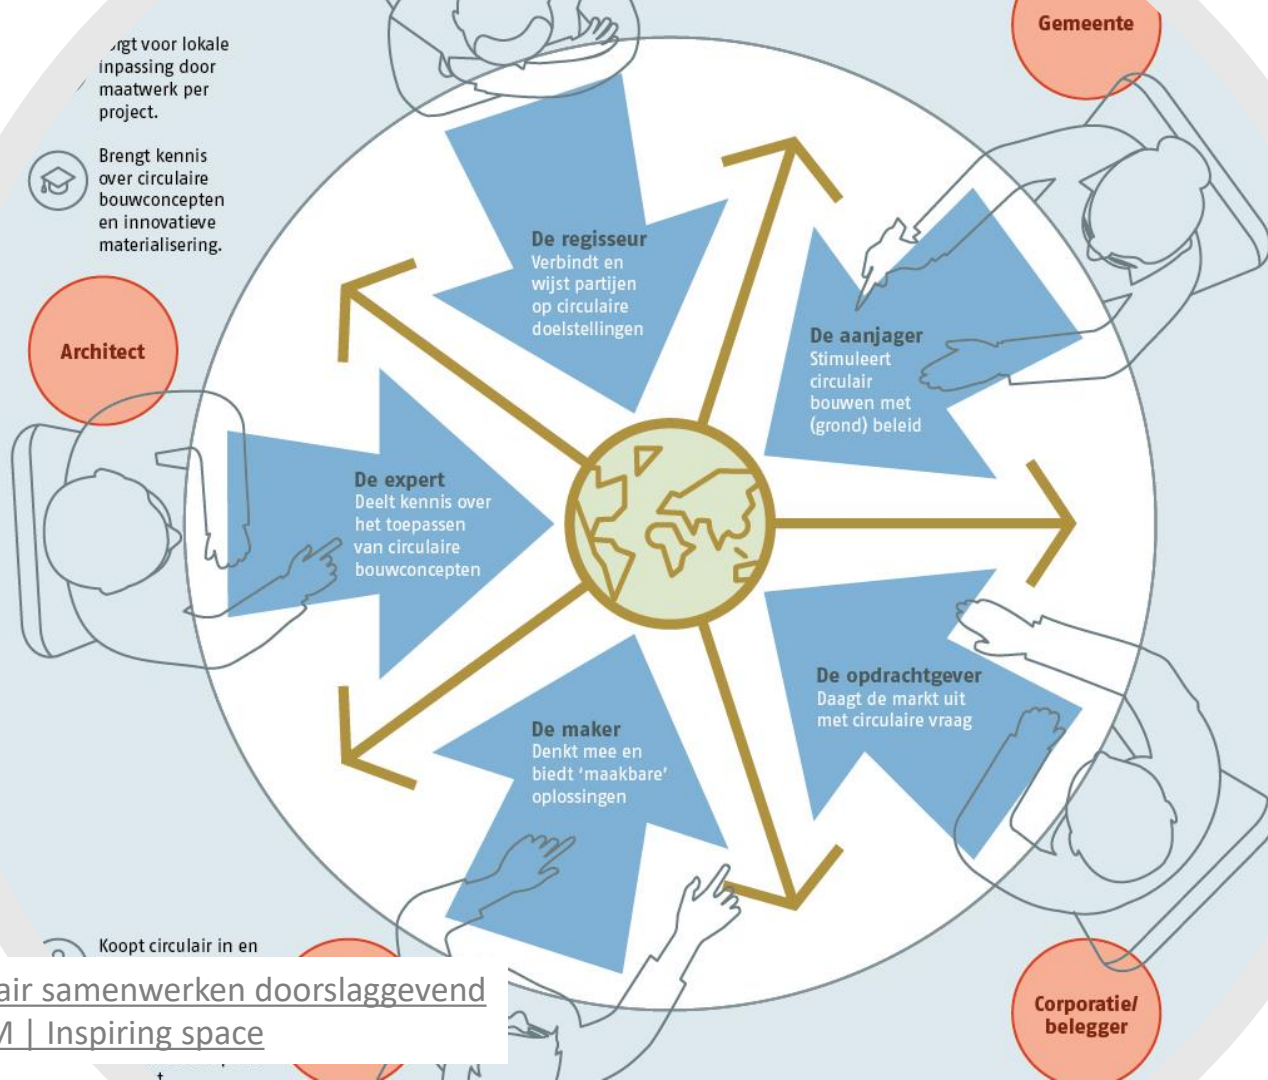 voor lokale
inpassing door
maatwerk per
project.
Brengt kennis
over circulaire
bouwconcepten
en innovatieve
materialisering.
Gemeente
Architect
De regisseur
Verbindt en
wijst partijen
op circulaire
doelstellingen
De aanjager
Stimuleert
circulair
bouwen met
(grond) beleid
De expert
Deelt kennis over
het toepassen
van circulaire
bouwconcepten
De opdrachtgever
Daagt de markt uit
met circulaire vraag
De maker
Denkt mee en
biedt ‘maakbare’
oplossingen
Koopt circulair in en
air samenwerken doorslaggevend
M | Inspiring space
Corporatie/
belegger